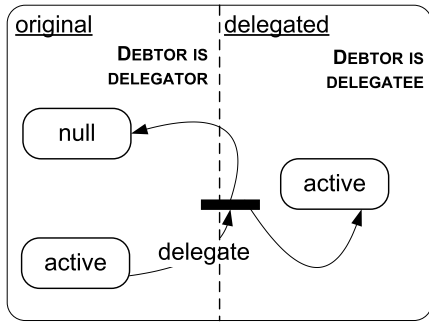 original
DEBTOR IS
DELEGATOR
null
active
delegate
delegated
DEBTOR IS
DELEGATEE
active